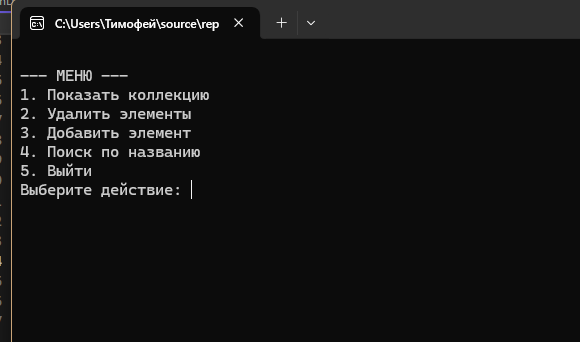 C:\Users\Тимофей\source\rep
--- МЕНЮ ---
1. Показать коллекцию
2. Удалить элементы
3. Добавить элемент
4. Поиск по названию
5. Выйти
Выберите действие: